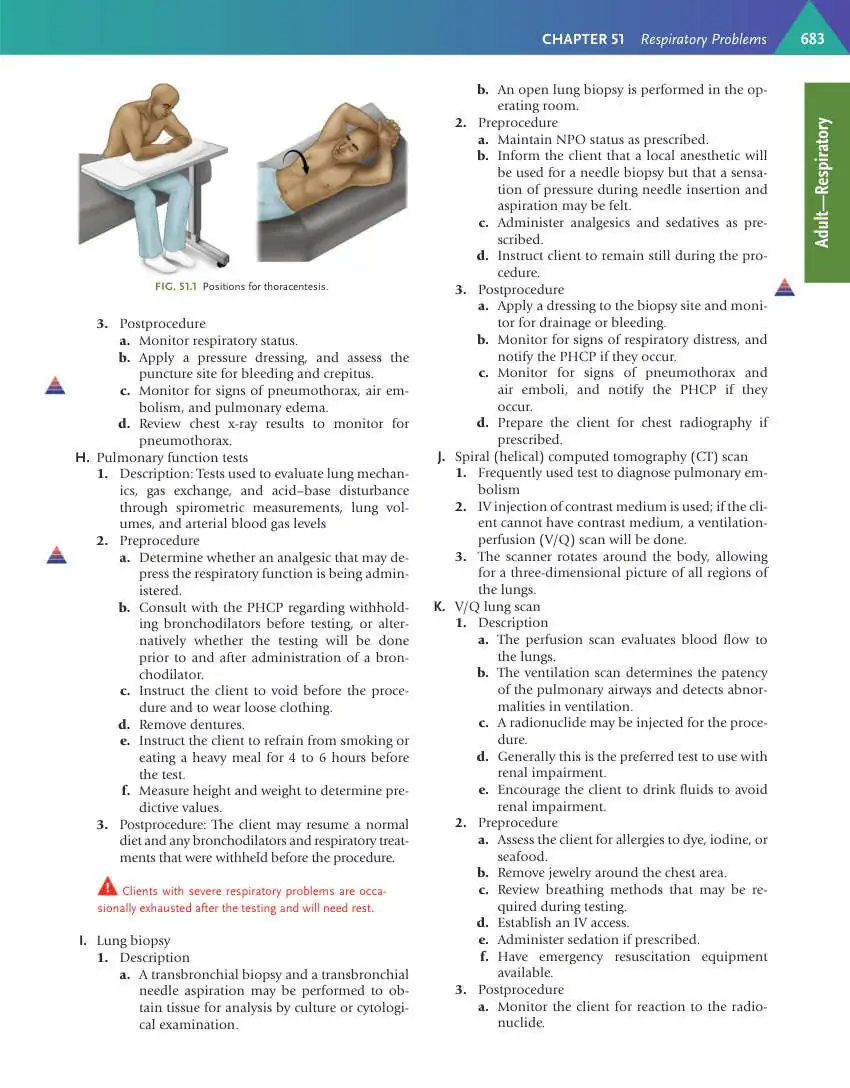 CHAPTER 51 Respiratory Problems 683
Adult—Respiratory
FIG. 51.1 Positions for thoracentesis.
3. Postprocedure
a. Monitor respiratory status.
b. Apply a pressure dressing, and assess the
puncture site for bleeding and crepitus.
c. Monitor for signs of pneumothorax, air em-
bolism, and pulmonary edema.
d. Review chest x-ray results to monitor for
pneumothorax.
H. Pulmonary function tests
1. Description: Tests used to evaluate lung mechan-
ics, gas exchange, and acid–base disturbance
through spirometric measurements, lung vol-
umes, and arterial blood gas levels
2. Preprocedure
a. Determine whether an analgesic that may de-
press the respiratory function is being admin-
istered.
b. Consult with the PHCP regarding withhold-
ing bronchodilators before testing, or alter-
natively whether the testing will be done
prior to and after administration of a bron-
chodilator.
c. Instruct the client to void before the proce-
dure and to wear loose clothing.
d. Remove dentures.
e. Instruct the client to refrain from smoking or
eating a heavy meal for 4 to 6 hours before
the test.
f. Measure height and weight to determine pre-
dictive values.
3. Postprocedure: The client may resume a normal
diet and any bronchodilators and respiratory treat-
ments that were withheld before the procedure.
Clients with severe respiratory problems are occa-
sionally exhausted after the testing and will need rest.
I. Lung biopsy
1. Description
a. A transbronchial biopsy and a transbronchial
needle aspiration may be performed to ob-
tain tissue for analysis by culture or cytologi-
cal examination.
b. An open lung biopsy is performed in the op-
erating room.
2. Preprocedure
a. Maintain NPO status as prescribed.
b. Inform the client that a local anesthetic will
be used for a needle biopsy but that a sensa-
tion of pressure during needle insertion and
aspiration may be felt.
c. Administer analgesics and sedatives as pre-
scribed.
d. Instruct client to remain still during the pro-
cedure.
3. Postprocedure
a. Apply a dressing to the biopsy site and moni-
tor for drainage or bleeding.
b. Monitor for signs of respiratory distress, and
notify the PHCP if they occur.
c. Monitor for signs of pneumothorax and
air emboli, and notify the PHCP if they
occur.
d. Prepare the client for chest radiography if
prescribed.
J. Spiral (helical) computed tomography (CT) scan
1. Frequently used test to diagnose pulmonary em-
bolism
2. IV injection of contrast medium is used; if the cli-
ent cannot have contrast medium, a ventilation-
perfusion (V/Q) scan will be done.
3. The scanner rotates around the body, allowing
for a three-dimensional picture of all regions of
the lungs.
K. V/Q lung scan
1. Description
a. The perfusion scan evaluates blood flow to
the lungs.
b. The ventilation scan determines the patency
of the pulmonary airways and detects abnor-
malities in ventilation.
c. A radionuclide may be injected for the proce-
dure.
d. Generally this is the preferred test to use with
renal impairment.
e. Encourage the client to drink fluids to avoid
renal impairment.
2. Preprocedure
a. Assess the client for allergies to dye, iodine, or
seafood.
b. Remove jewelry around the chest area.
c. Review breathing methods that may be re-
quired during testing.
d. Establish an IV access.
e. Administer sedation if prescribed.
f. Have emergency resuscitation equipment
available.
3. Postprocedure
a. Monitor the client for reaction to the radio-
nuclide.